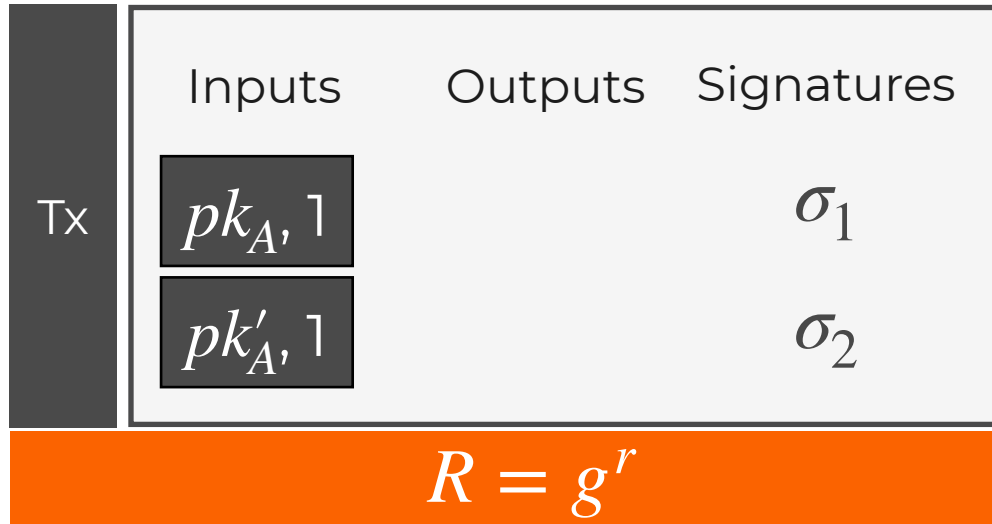 Inputs Outputs Signatures
Tx
pk_A, 1 σ_1
pk'_A, 1 σ_2
R = g^r